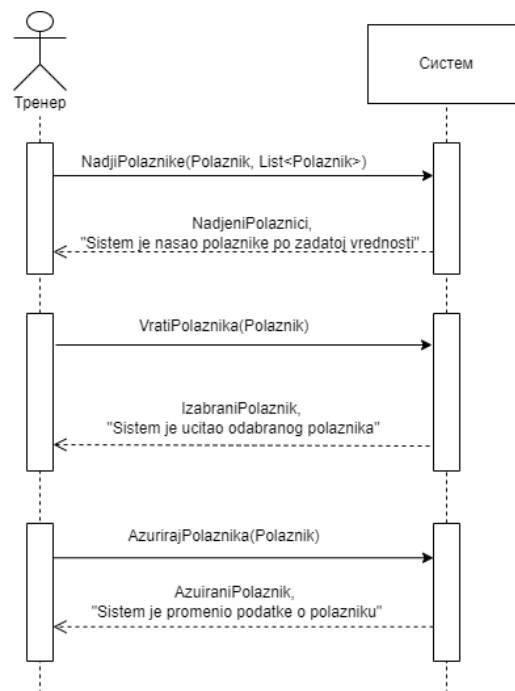 Тренер
Систем
NadjiPolaznike(Polaznik, List<Polaznik>)
NadjeniPolaznici,
"Sistem je nasao polaznike po zadatoj vrednosti"
VratiPolaznika(Polaznik)
IzabraniPolaznik,
"Sistem je ucitao odabranog polaznika"
AzurirajPolaznika(Polaznik)
AzuiraniPolaznik,
"Sistem je promenio podatke o polazniku"